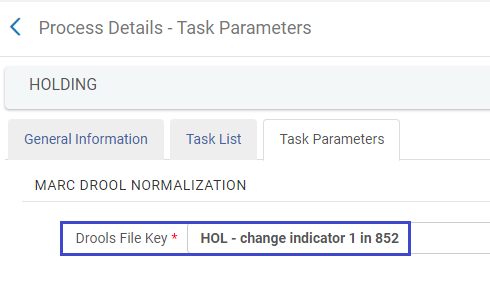 Process Details - Task Parameters
HOLDING
General Information Task List Task Parameters
MARC DROOL NORMALIZATION
Drools File Key * HOL - change indicator 1 in 852